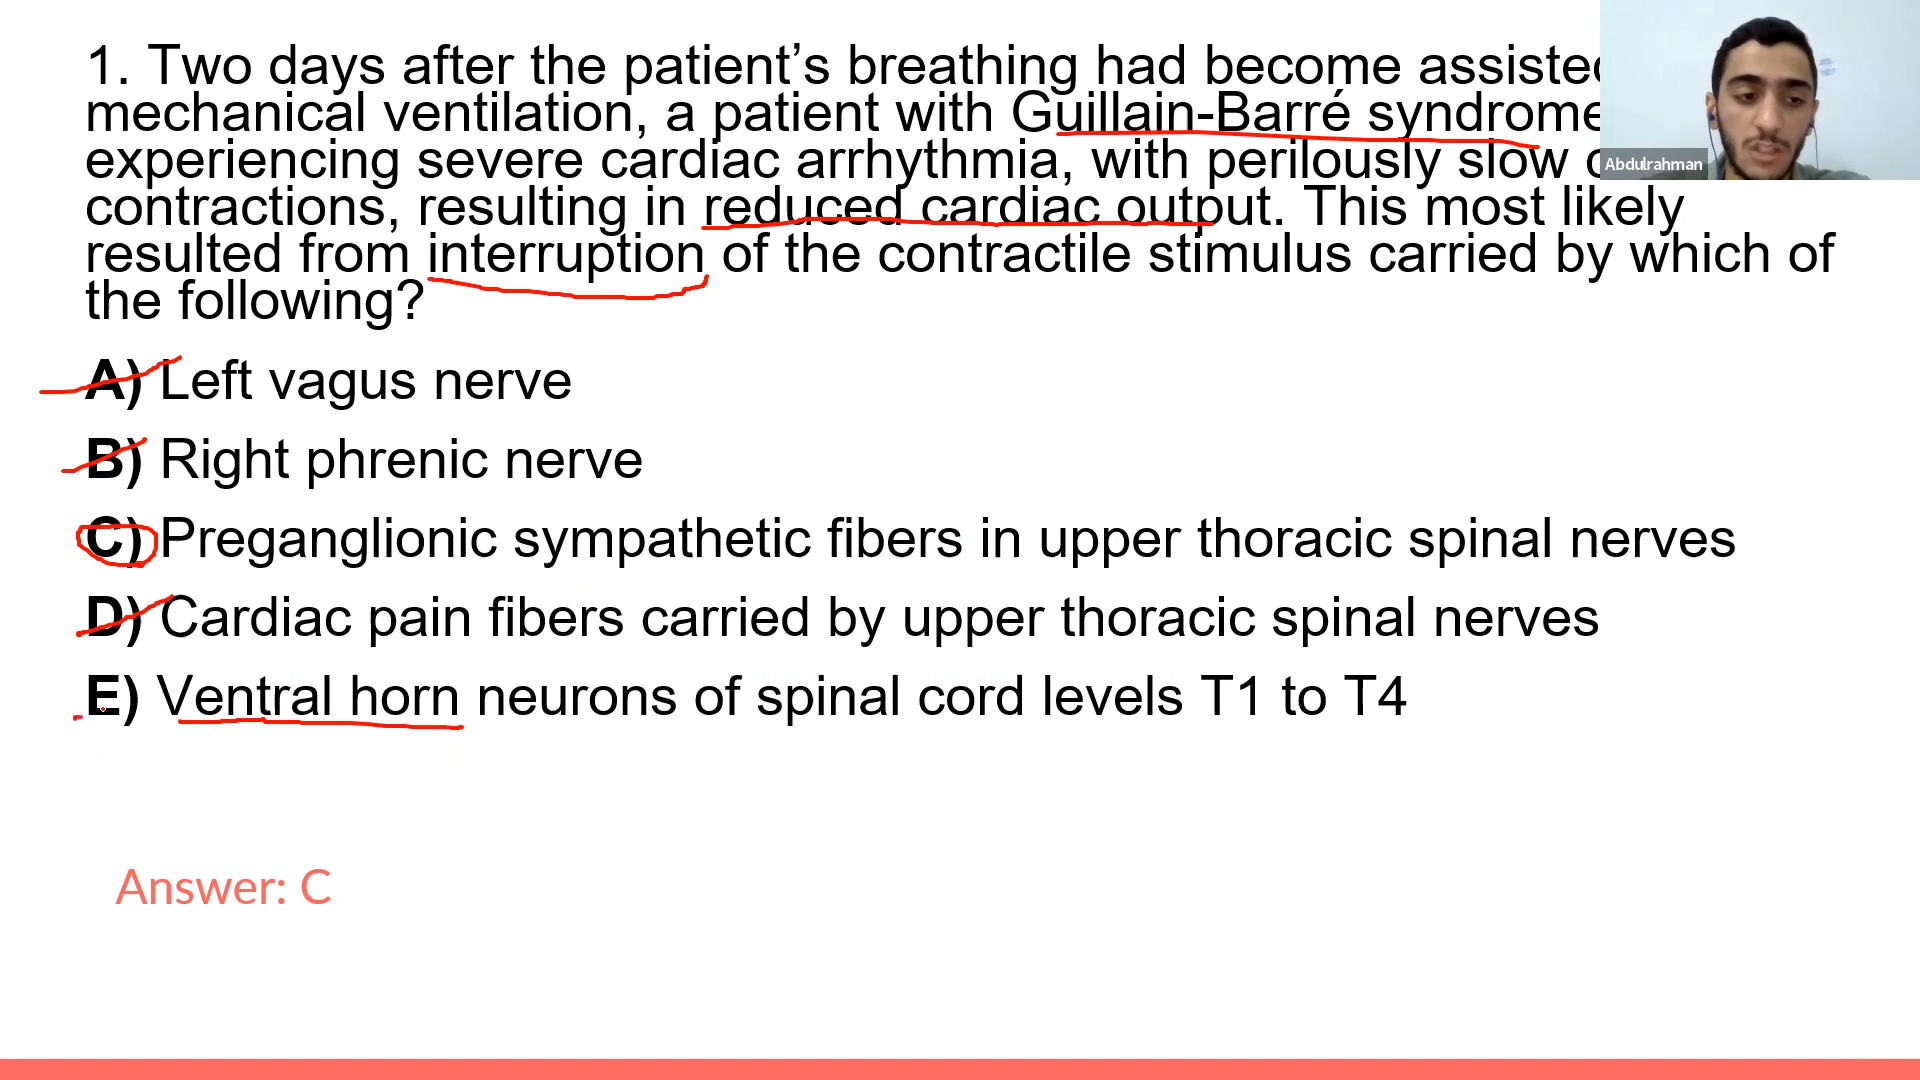 1. Two days after the patient’s breathing had become assisted
mechanical ventilation, a patient with Guillain-Barré syndrome
experiencing severe cardiac arrhythmia, with perilously slow
contractions, resulting in reduced cardiac output. This most likely
resulted from interruption of the contractile stimulus carried by which of
the following?
A) Left vagus nerve
B) Right phrenic nerve
C) Preganglionic sympathetic fibers in upper thoracic spinal nerves
D) Cardiac pain fibers carried by upper thoracic spinal nerves
E) Ventral horn neurons of spinal cord levels T1 to T4
Answer: C
Abdulrahman